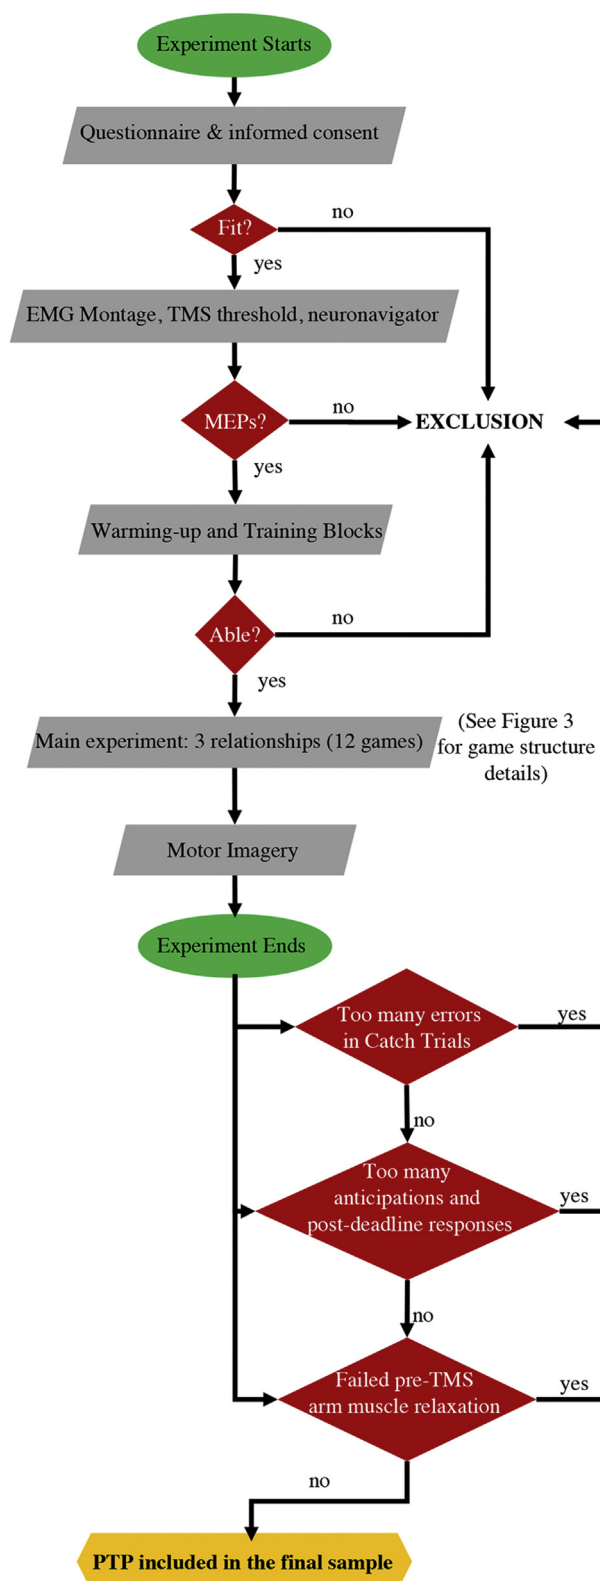 Experiment Starts
Questionnaire & informed consent
Fit?
no
yes
EMG Montage, TMS threshold, neuronavigator
MEPs?
no
EXCLUSION
yes
Warming-up and Training Blocks
Able?
no
yes
Main experiment: 3 relationships (12 games)
(See Figure 3
for game structure
details)
Motor Imagery
Experiment Ends
Too many errors
in Catch Trials
yes
no
Too many
anticipations and
post-deadline responses
yes
no
Failed pre-TMS
arm muscle relaxation
yes
no
PTP included in the final sample